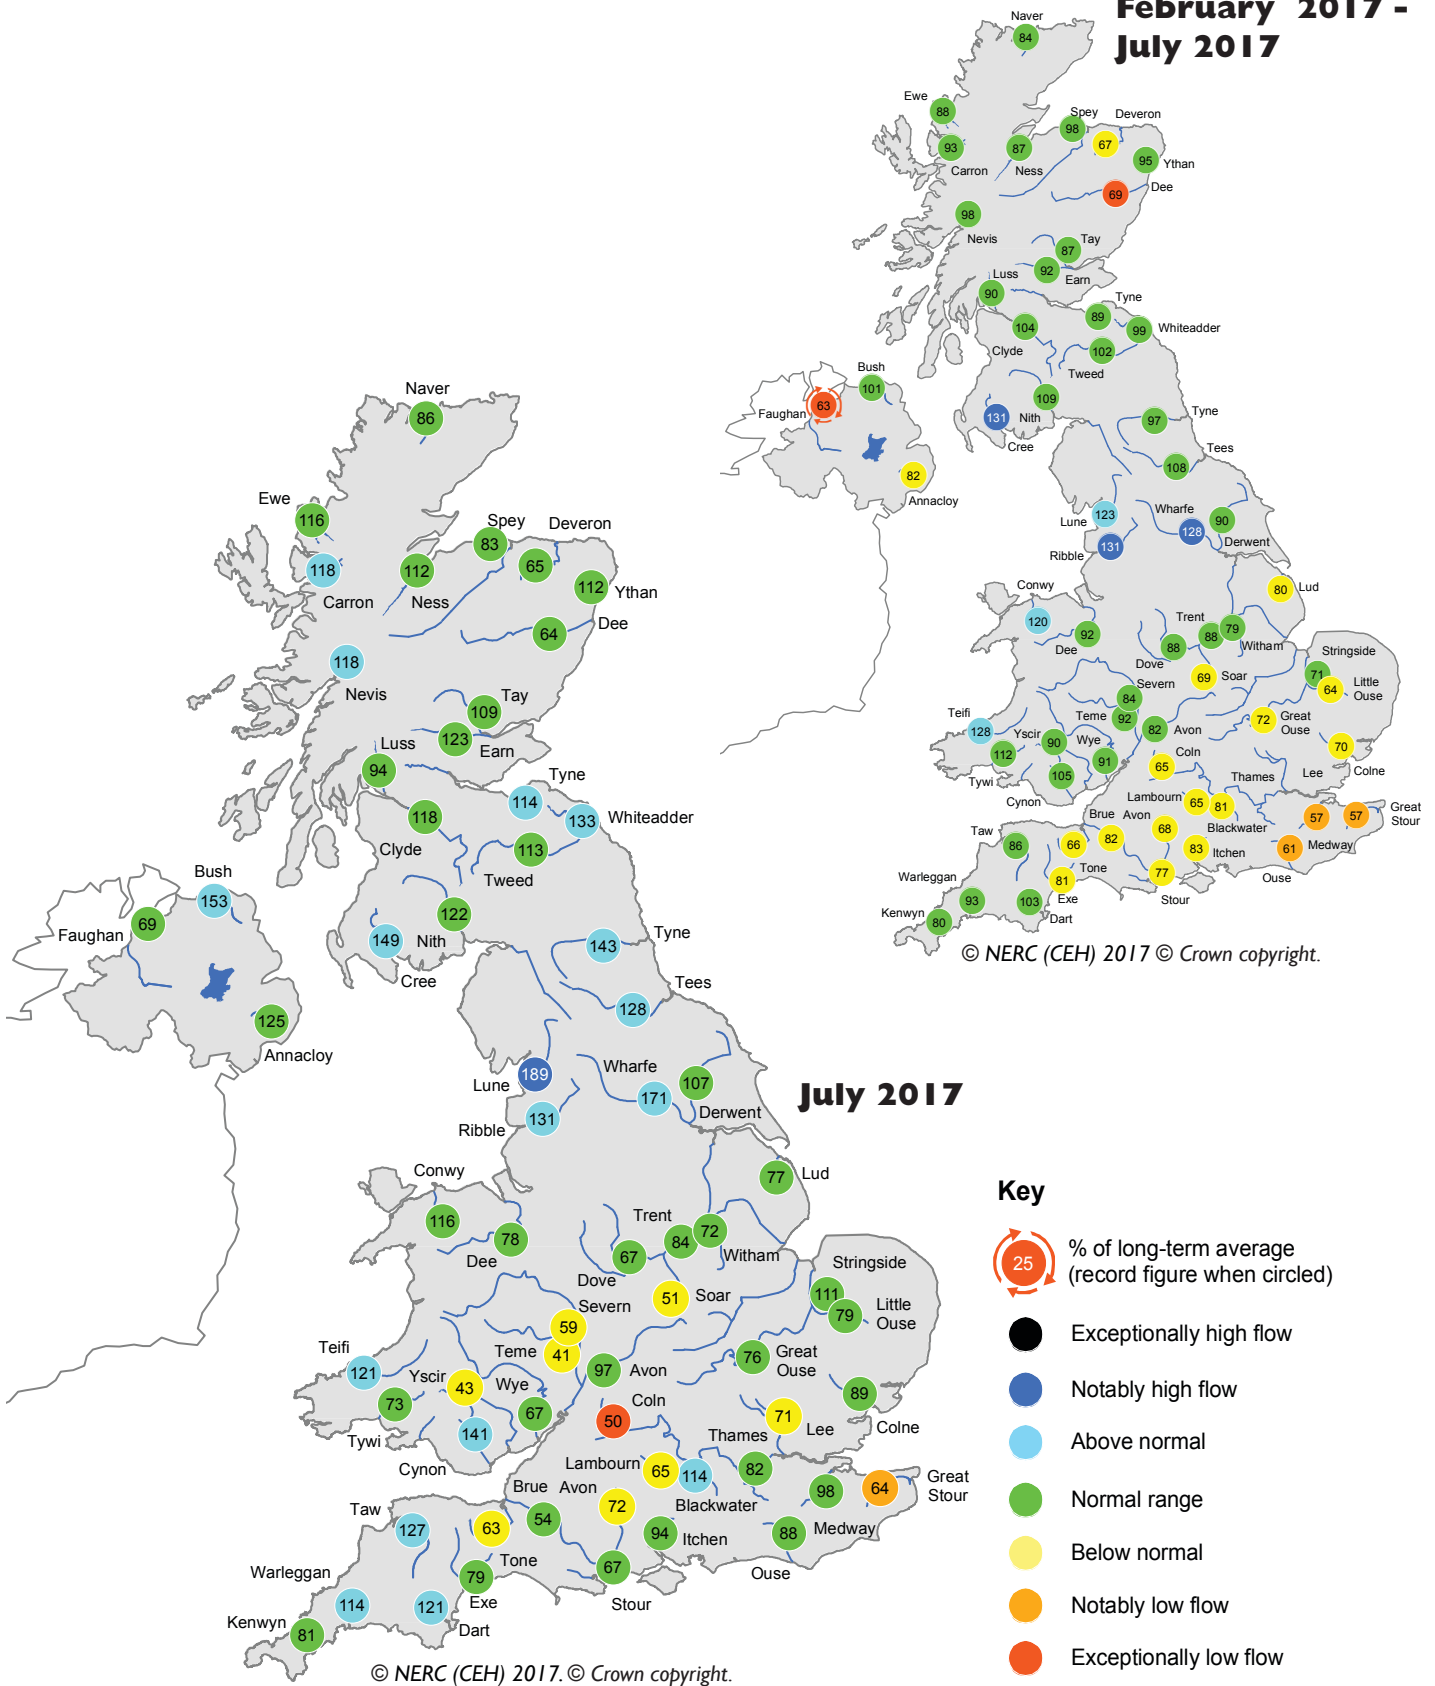 February 2017 -
July 2017
Naver
84
Ewe
88
Spey
98
Deveron
67
93
Carron
87
Ness
95
Ythan
69
Dee
98
Nevis
87
Tay
92
Earn
Luss
90
Tyne
89
99
Whiteadder
104
Clyde
102
Tweed
109
Nith
131
Cree
Bush
101
63
Faughan
82
Annacloy
97
Tyne
108
Tees
123
Lune
Wharfe
128
90
Derwent
131
Ribble
80
Lud
Conwy
120
92
Dee
Trent
88
79
Witham
88
Dove
69
Soar
Stringside
71
64
Little
Ouse
Severn
84
Teme
92
82
Avon
72
Great
Ouse
70
Colne
Teifi
128
Yscir
90
Wye
91
112
Tywi
105
Cynon
Coln
65
Thames
Lee
Lambourn
65
81
Blackwater
57
57
Great
Stour
Medway
61
Ouse
Brue
82
Avon
68
83
Itchen
Taw
86
66
Tone
81
Exe
77
Stour
Warleggan
93
103
Dart
Kenwyn
80
© NERC (CEH) 2017 © Crown copyright.
Naver
86
Ewe
116
Spey
83
Deveron
65
118
Carron
112
Ness
112
Ythan
64
Dee
118
Nevis
109
Tay
123
Earn
Luss
94
Tyne
114
133
Whiteadder
118
Clyde
113
Tweed
122
Nith
149
Cree
Bush
153
69
Faughan
125
Annacloy
143
Tyne
128
Tees
189
Lune
Wharfe
171
107
Derwent
131
Ribble
July 2017
77
Lud
Conwy
116
78
Dee
Trent
84
72
Witham
67
Dove
51
Soar
Stringside
111
79
Little
Ouse
Severn
59
Teme
41
97
Avon
76
Great
Ouse
89
Colne
Teifi
121
Yscir
43
Wye
67
73
Tywi
141
Cynon
Coln
50
71
Lee
Thames
82
Lambourn
65
114
Blackwater
98
Medway
64
Great
Stour
Brue
54
Avon
72
94
Itchen
88
Ouse
Taw
127
63
Tone
79
Exe
67
Stour
Warleggan
114
121
Dart
Kenwyn
81
© NERC (CEH) 2017. © Crown copyright.
Key
25
% of long-term average
(record figure when circled)
Exceptionally high flow
Notably high flow
Above normal
Normal range
Below normal
Notably low flow
Exceptionally low flow